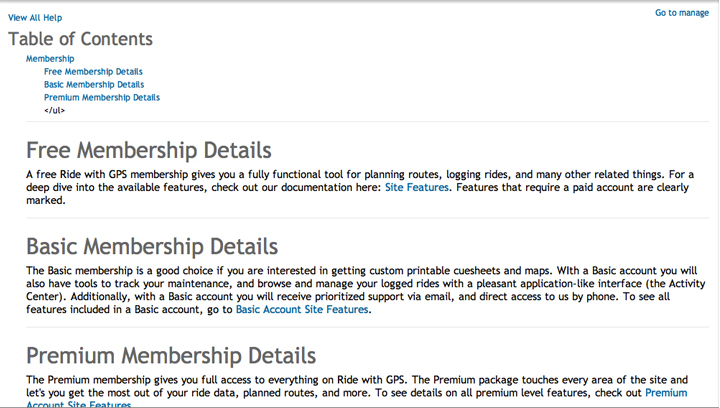 Go to manage
View All Help
Table of Contents
Membership
Free Membership Details
Basic Membership Details
Premium Membership Details
</ul>
Free Membership Details
A free Ride with GPS membership gives you a fully functional tool for planning routes, logging rides, and many other related things. For a
deep dive into the available features, check out our documentation here: Site Features. Features that require a paid account are clearly
marked.
Basic Membership Details
The Basic membership is a good choice if you are interested in getting custom printable cuesheets and maps. WIth a Basic account you will
also have tools to track your maintenance, and browse and manage your logged rides with a pleasant application-like interface (the Activity
Center). Additionally, with a Basic account you will receive prioritized support via email, and direct access to us by phone. To see all
features included in a Basic account, go to Basic Account Site Features.
Premium Membership Details
The Premium membership gives you full access to everything on Ride with GPS. The Premium package touches every area of the site and
let's you get the most out of your ride data, planned routes, and more. To see details on all premium level features, check out Premium
Account Site Features